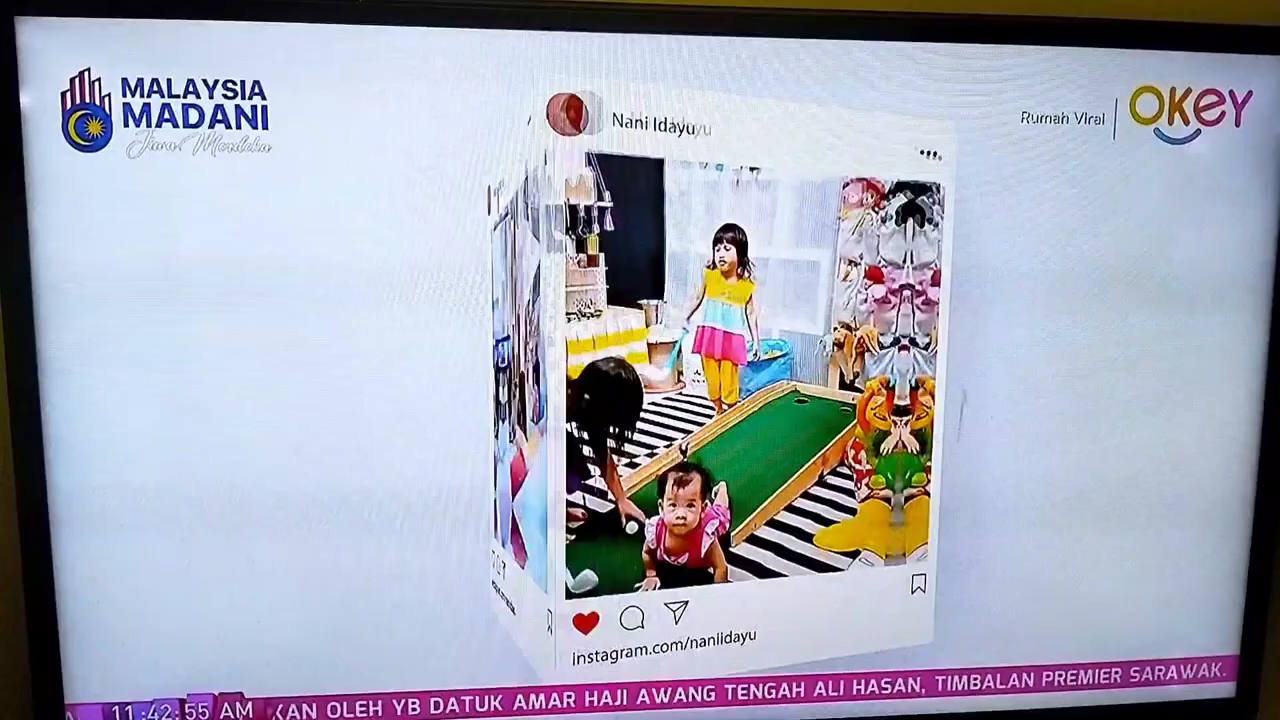 MALAYSIA
MADANI
Jiwa Merdeka
Rumah Viral
OKeY
Nani Idayu
instagram.com/naniidayu
11:42:55 AM
KAN OLEH YB DATUK AMAR HAJI AWANG TENGAH ALI HASAN, TIMBALAN PREMIER SARAWAK.